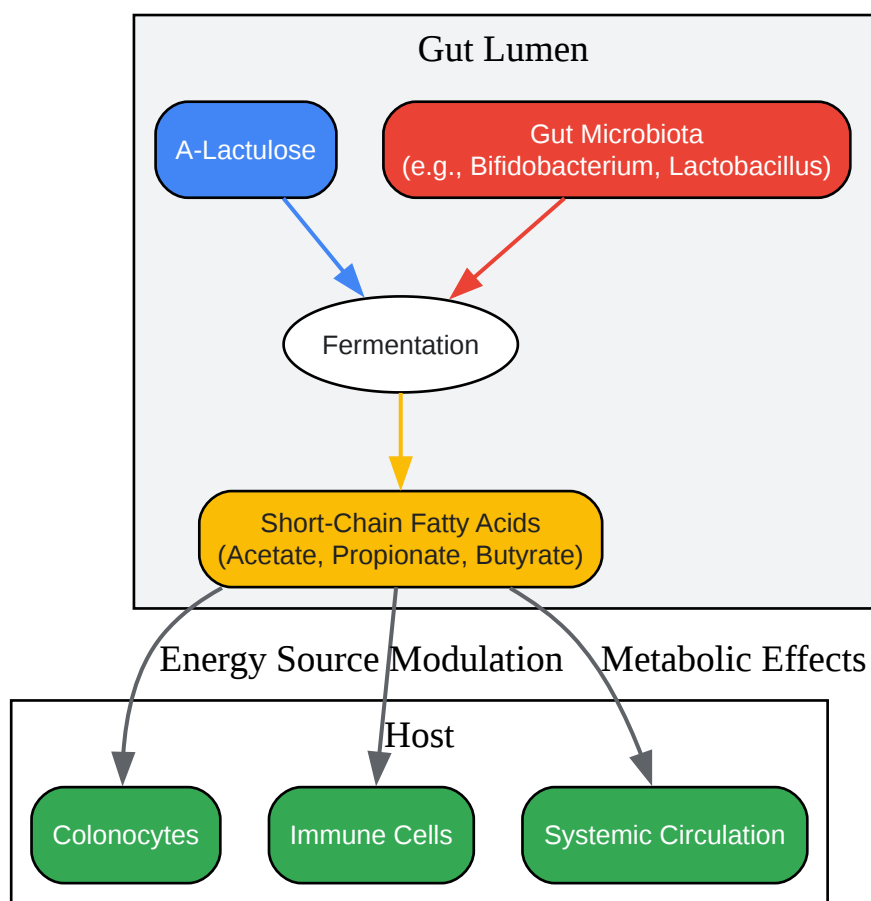 Gut Lumen
A-Lactulose
Gut Microbiota
(e.g., Bifidobacterium, Lactobacillus)
Fermentation
Short-Chain Fatty Acids
(Acetate, Propionate, Butyrate)
Energy Source
Modulation
Metabolic Effects
Host
Colonocytes
Immune Cells
Systemic Circulation